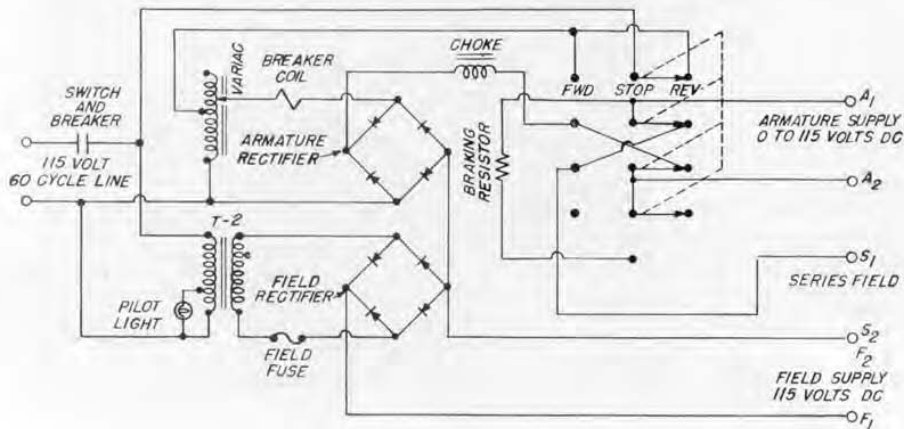 SWITCH
AND
BREAKER
115 VOLT
60 CYCLE LINE
VARIAC
BREAKER
COIL
ARMATURE
RECTIFIER
CHOKE
BRAKING
RESISTOR
FWD STOP REV
A1
ARMATURE SUPPLY
0 TO 115 VOLTS DC
A2
T-2
PILOT
LIGHT
FIELD
RECTIFIER
FIELD
FUSE
S1
SERIES FIELD
S2
F2
FIELD SUPPLY
115 VOLTS DC
F1